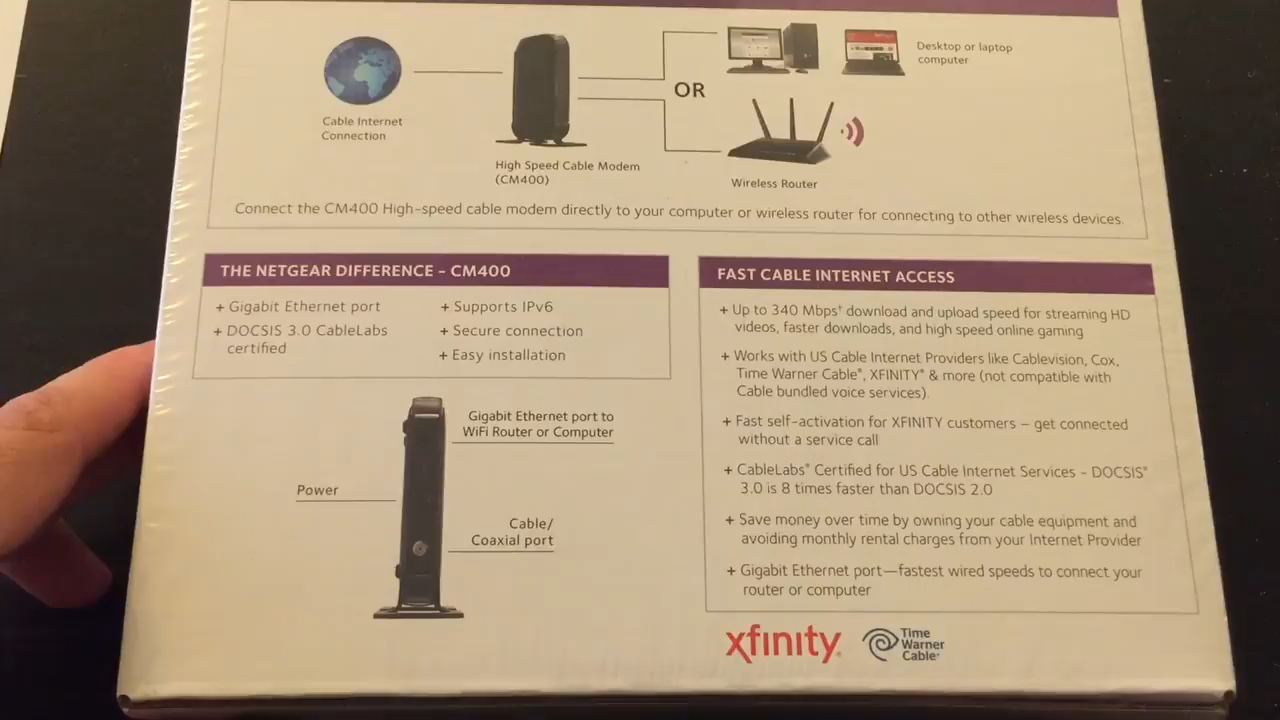 Desktop or laptop
computer
OR
Cable Internet
Connection
High Speed Cable Modem
(CM400)
Wireless Router
Connect the CM400 High-speed cable modem directly to your computer or wireless router for connecting to other wireless devices.
THE NETGEAR DIFFERENCE – CM400
+ Gigabit Ethernet port
+ DOCSIS 3.0 CableLabs
certified
+ Supports IPv6
+ Secure connection
+ Easy installation
Gigabit Ethernet port to
WiFi Router or Computer
Power
Cable/
Coaxial port
FAST CABLE INTERNET ACCESS
+ Up to 340 Mbps† download and upload speed for streaming HD
videos, faster downloads, and high speed online gaming
+ Works with US Cable Internet Providers like Cablevision, Cox,
Time Warner Cable®, XFINITY® & more (not compatible with
Cable bundled voice services).
+ Fast self-activation for XFINITY customers – get connected
without a service call
+ CableLabs® Certified for US Cable Internet Services – DOCSIS®
3.0 is 8 times faster than DOCSIS 2.0
+ Save money over time by owning your cable equipment and
avoiding monthly rental charges from your Internet Provider
+ Gigabit Ethernet port—fastest wired speeds to connect your
router or computer
xfinity®
Time
Warner
Cable®